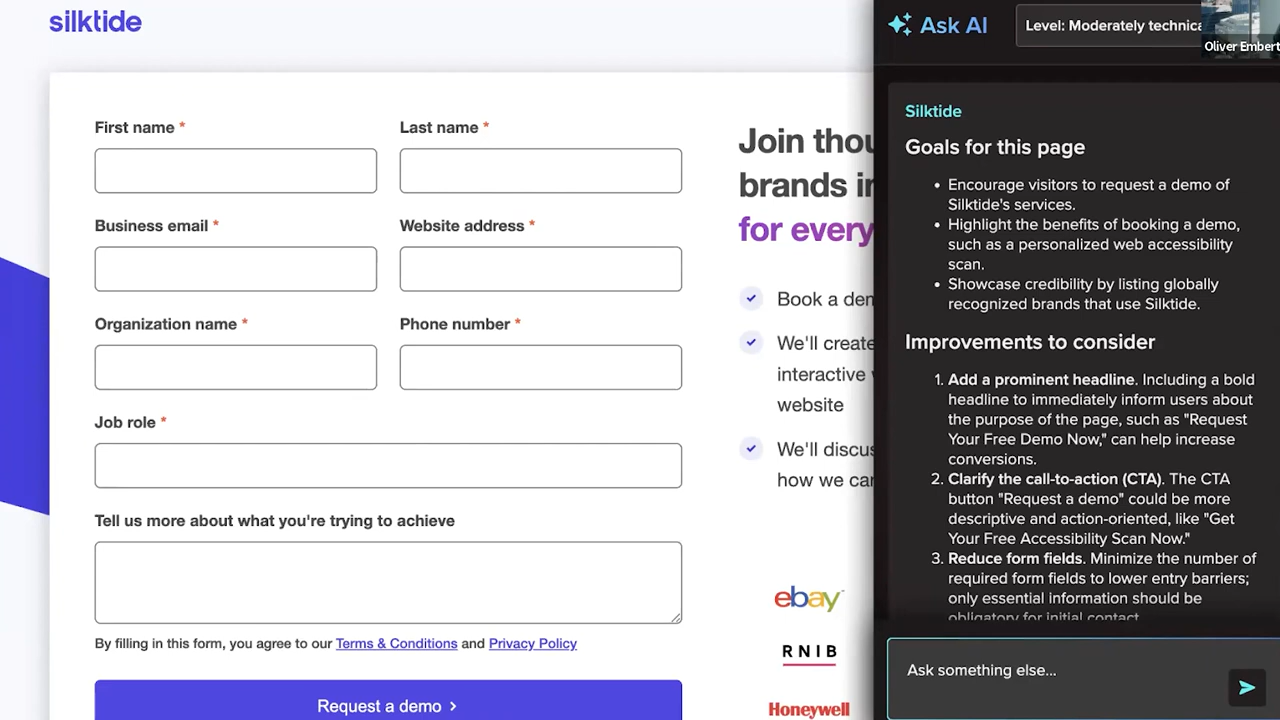 silktide
First name *
Last name *
Business email *
Website address *
Organization name *
Phone number *
Job role *
Tell us more about what you're trying to achieve
By filling in this form, you agree to our Terms & Conditions and Privacy Policy
Request a demo
Join
brands
for every
Book a
We'll create
interactive
website
We'll
how we
ebay
RNIB
Honeywell
Ask AI
Level: Moderately
Oliver
Silktide
Goals for this page
• Encourage visitors to request a demo of
Silktide's services.
• Highlight the benefits of booking a demo,
such as a personalized web accessibility
scan.
• Showcase credibility by listing globally
recognized brands that use Silktide.
Improvements to consider
1. Add a prominent headline. Including a bold
headline to immediately inform users about
the purpose of the page, such as "Request
Your Free Demo Now," can help increase
conversions.
2. Clarify the call-to-action (CTA). The CTA
button "Request a demo" could be more
descriptive and action-oriented, like "Get
Your Free Accessibility Scan Now."
3. Reduce form fields. Minimize the number of
required form fields to lower entry barriers;
only essential information should be
obligatory for initial contact.
Ask something else...